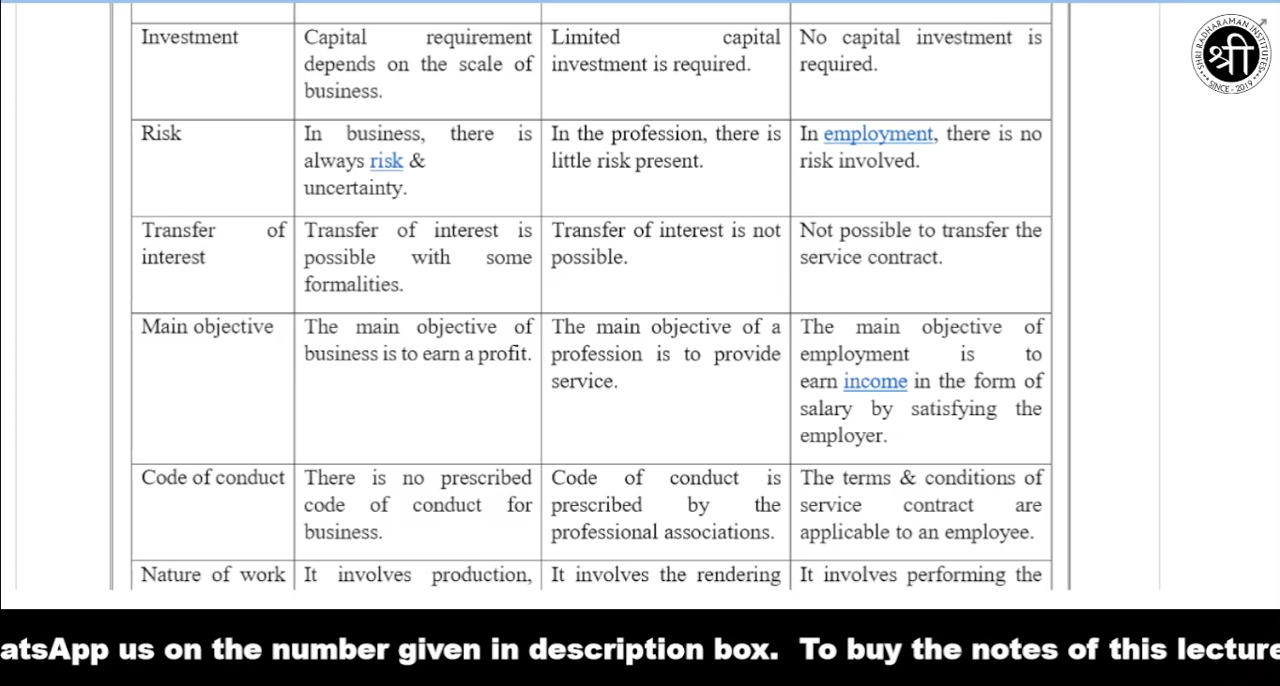 Investment
Capital requirement
depends on the scale of
business.
Limited capital
investment is required.
No capital investment is
required.
Risk
In business, there is
always risk &
uncertainty.
In the profession, there is
little risk present.
In employment, there is no
risk involved.
Transfer of
interest
Transfer of interest is
possible with some
formalities.
Transfer of interest is not
possible.
Not possible to transfer the
service contract.
Main objective
The main objective of
business is to earn a profit.
The main objective of a
profession is to provide
service.
The main objective of
employment is to
earn income in the form of
salary by satisfying the
employer.
Code of conduct
There is no prescribed
code of conduct for
business.
Code of conduct is
prescribed by the
professional associations.
The terms & conditions of
service contract are
applicable to an employee.
Nature of work
It involves production,
It involves the rendering
It involves performing the
SHRI RADHARAMAN INSTITUTES
श्री
SINCE - 2019
atsApp us on the number given in description box. To buy the notes of this lecture